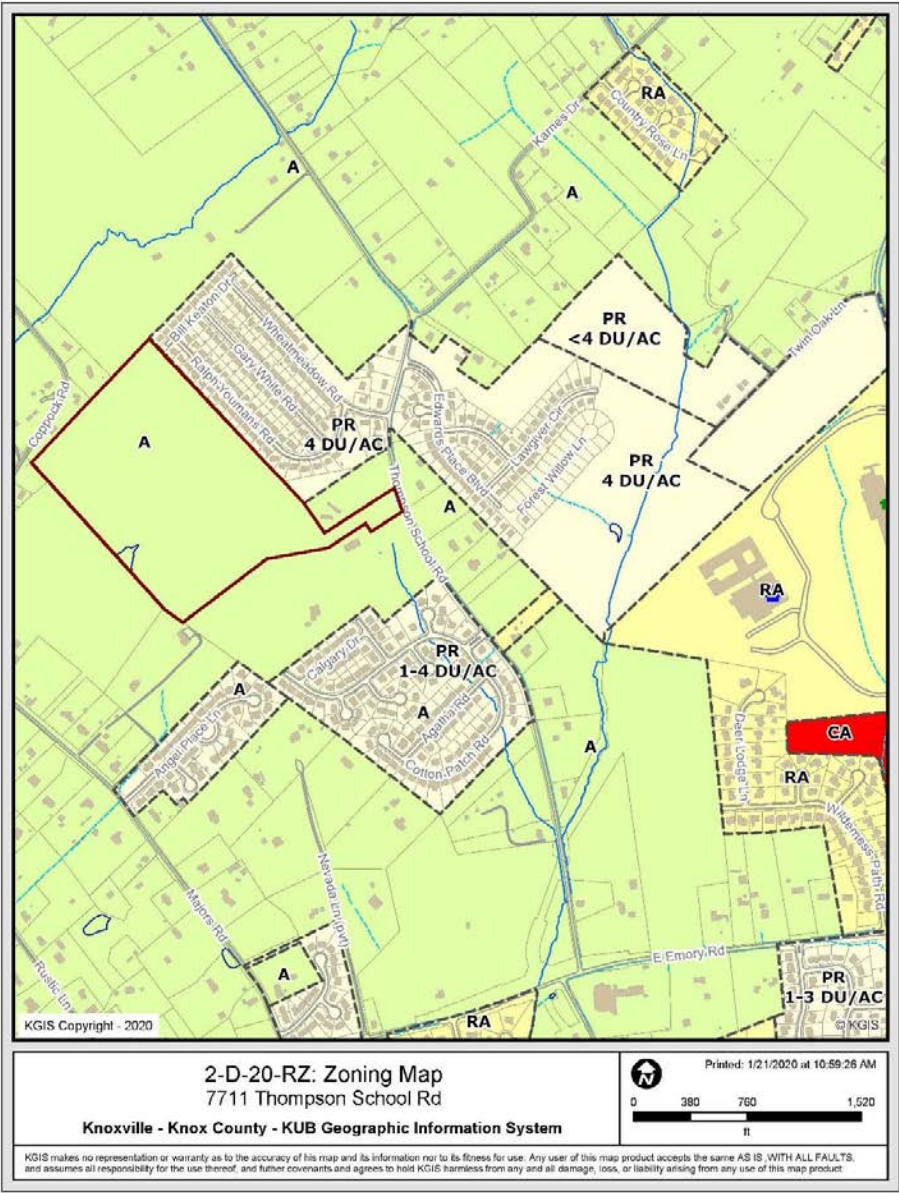 RA
Country Rose Ln
Karnes Dr
A
A
PR
<4 DU/AC
Twin Oak Ln
Bill Keaton Dr
Wheatmeadow Rd
Gary White Rd
Ralph Youmans Rd
Coppock Rd
A
PR
4 DU/AC
Edwards Place Blvd
Lawgiver Cir
Forest Willow Ln
PR
4 DU/AC
A
Thompson School Rd
RA
PR
1-4 DU/AC
Calgary Dr
A
Agatha Rd
Cotton Patch Rd
A
Angel Place Ln
A
Deer Lodge Ln
CA
RA
Wilderness Path Rd
Nevada Ln (pvt)
Majors Rd
Rustic Ln
A
E Emory Rd
PR
1-3 DU/AC
RA
KGIS Copyright - 2020
© KGIS
2-D-20-RZ: Zoning Map
7711 Thompson School Rd
Knoxville - Knox County - KUB Geographic Information System
N
Printed: 1/21/2020 at 10:59:26 AM
0 380 760 1,520
ft
KGIS makes no representation or warranty as to the accuracy of his map and its information nor to its fitness for use. Any user of this map product accepts the same AS IS ,WITH ALL FAULTS,
and assumes all responsibility for the use thereof, and futher covenants and agrees to hold KGIS harmless from any and all damage, loss, or liability arising from any use of this map product